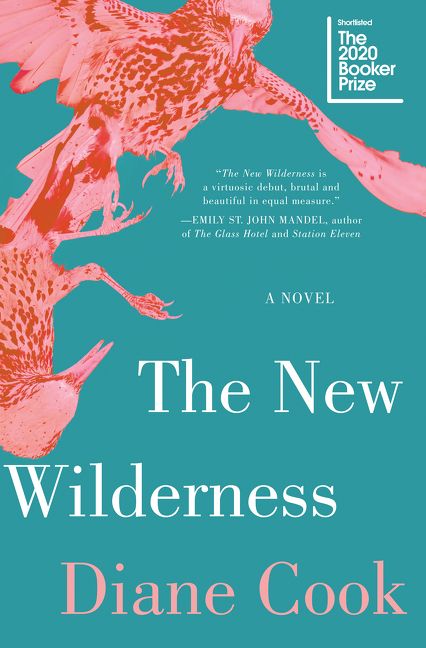 Shortlisted
The
2020
Booker
Prize
“The New Wilderness is
a virtuosic debut, brutal and
beautiful in equal measure.”
—EMILY ST. JOHN MANDEL, author
of The Glass Hotel and Station Eleven
A NOVEL
The New
Wilderness
Diane Cook